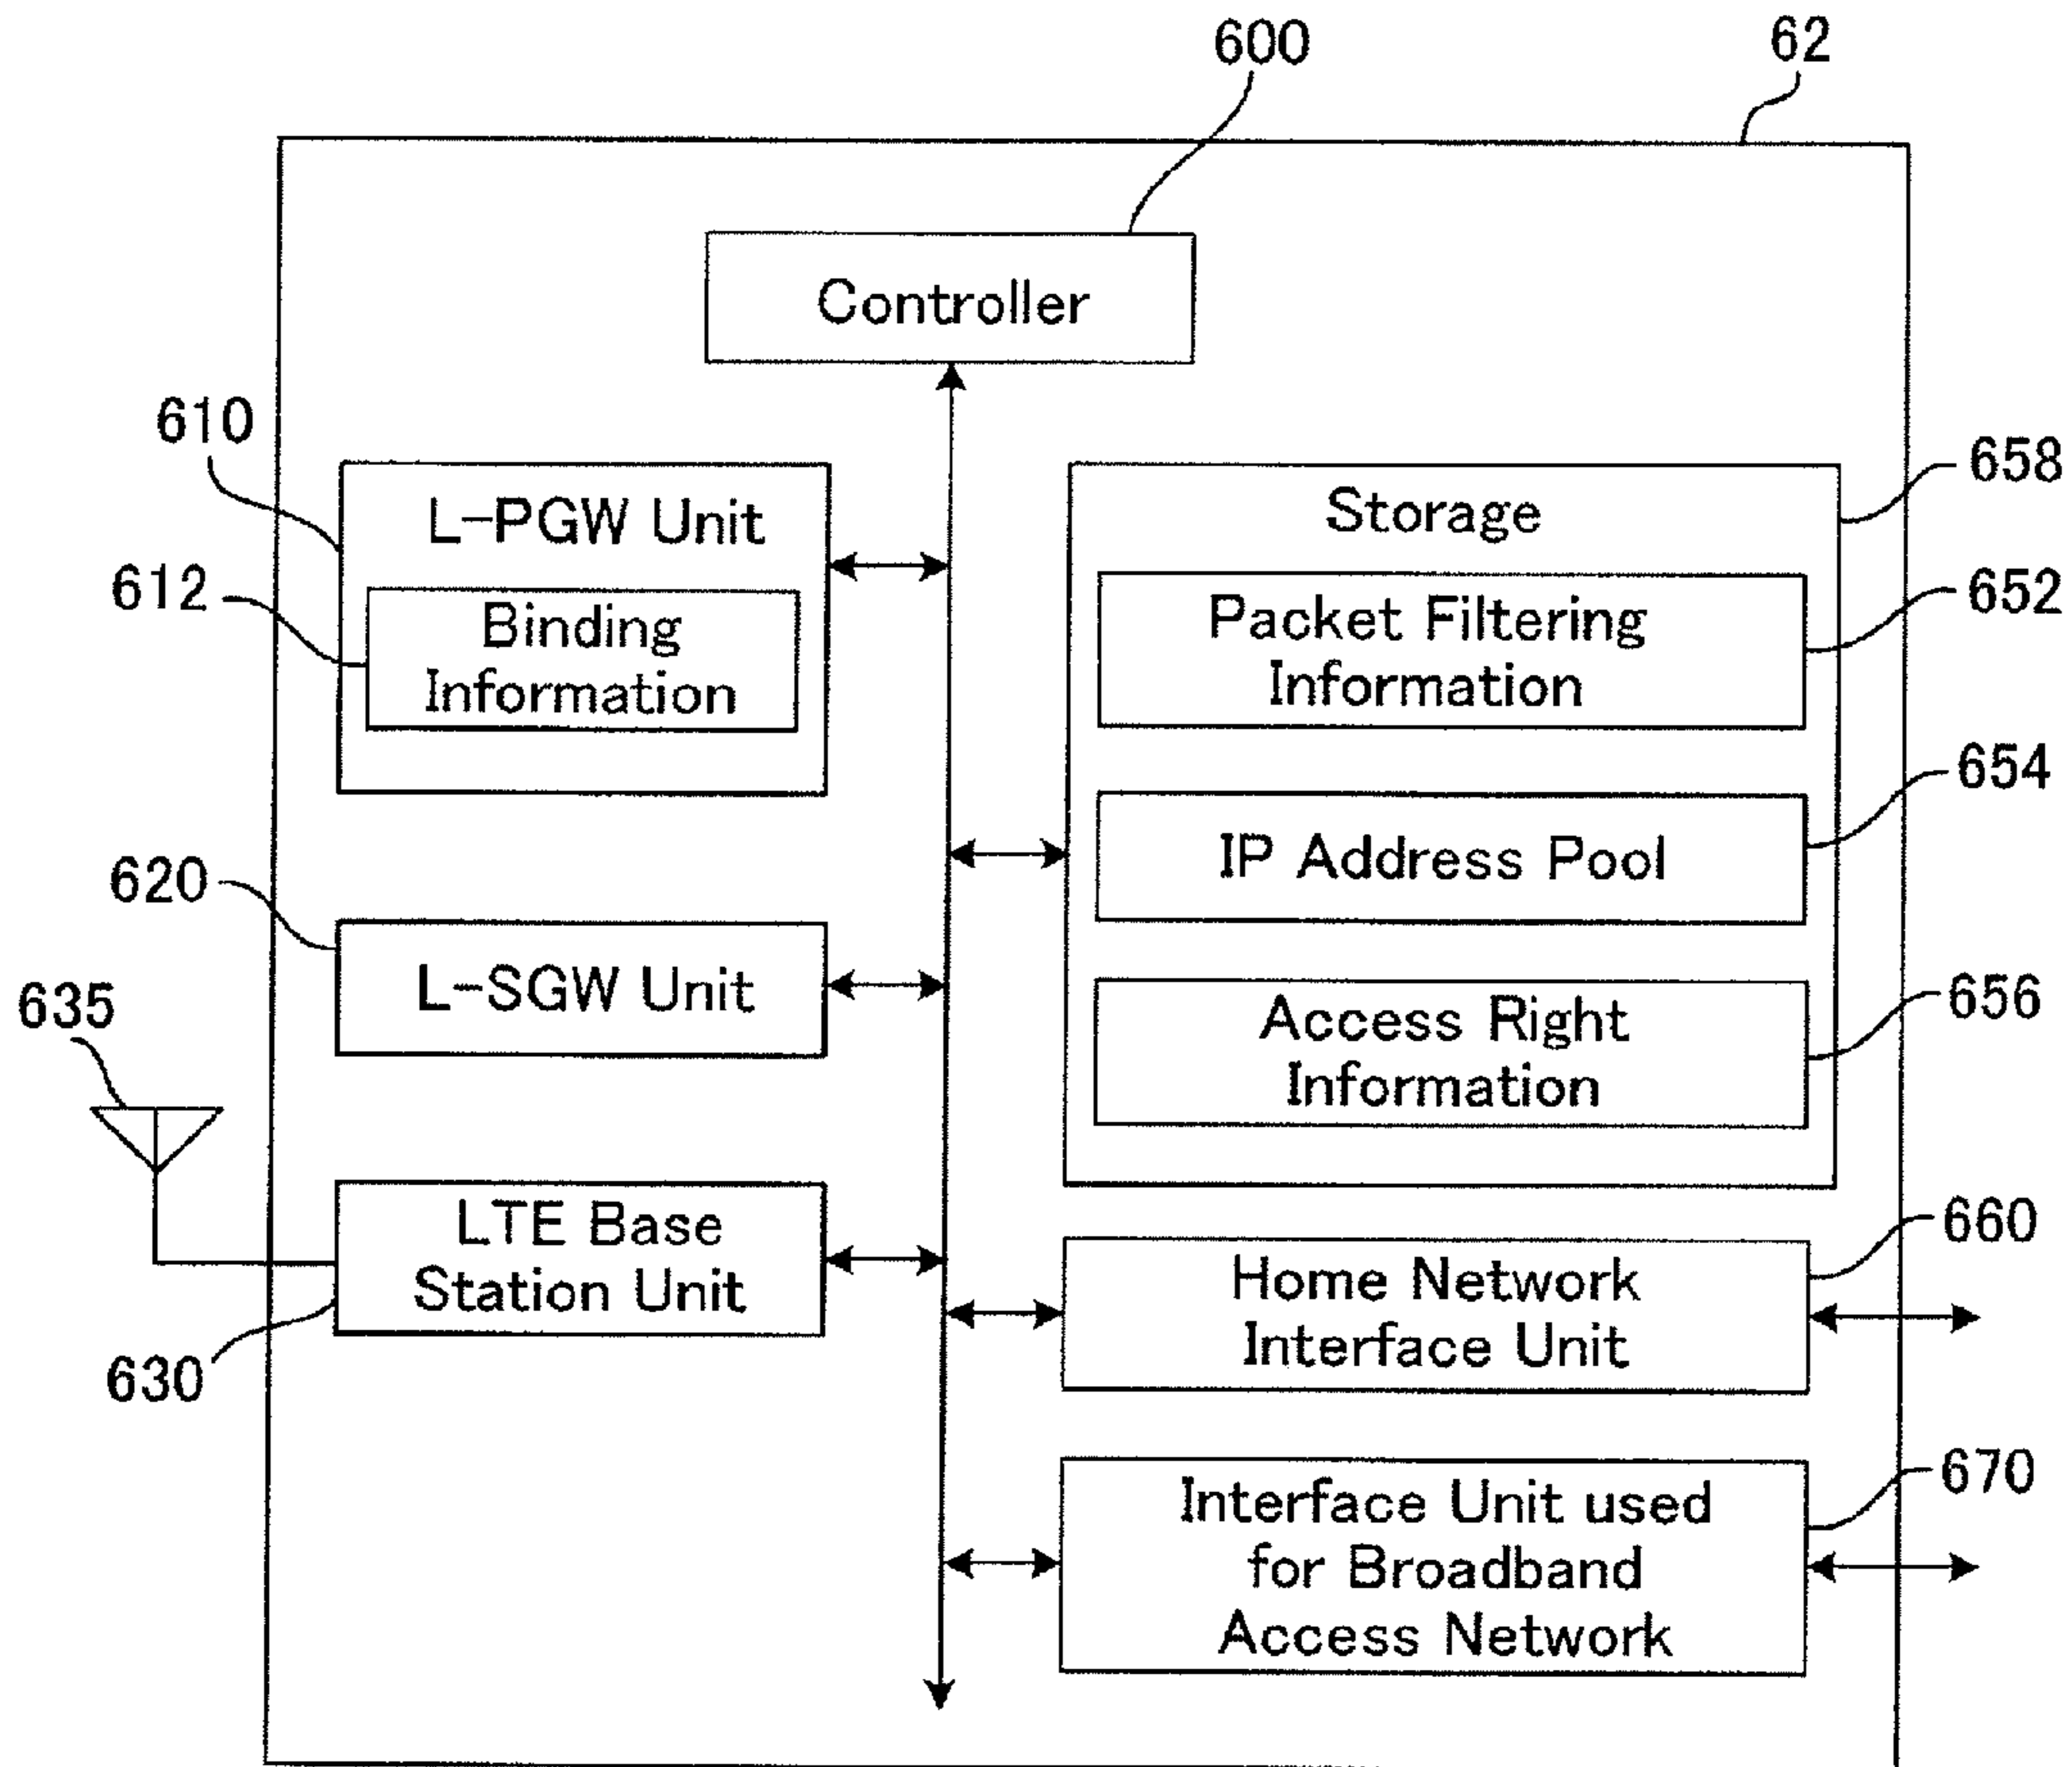 600
62
Controller
610
L-PGW Unit
612
Binding
Information
658
Storage
652
Packet Filtering
Information
654
IP Address Pool
620
L-SGW Unit
656
Access Right
Information
635
LTE Base
Station Unit
630
660
Home Network
Interface Unit
670
Interface Unit used
for Broadband
Access Network